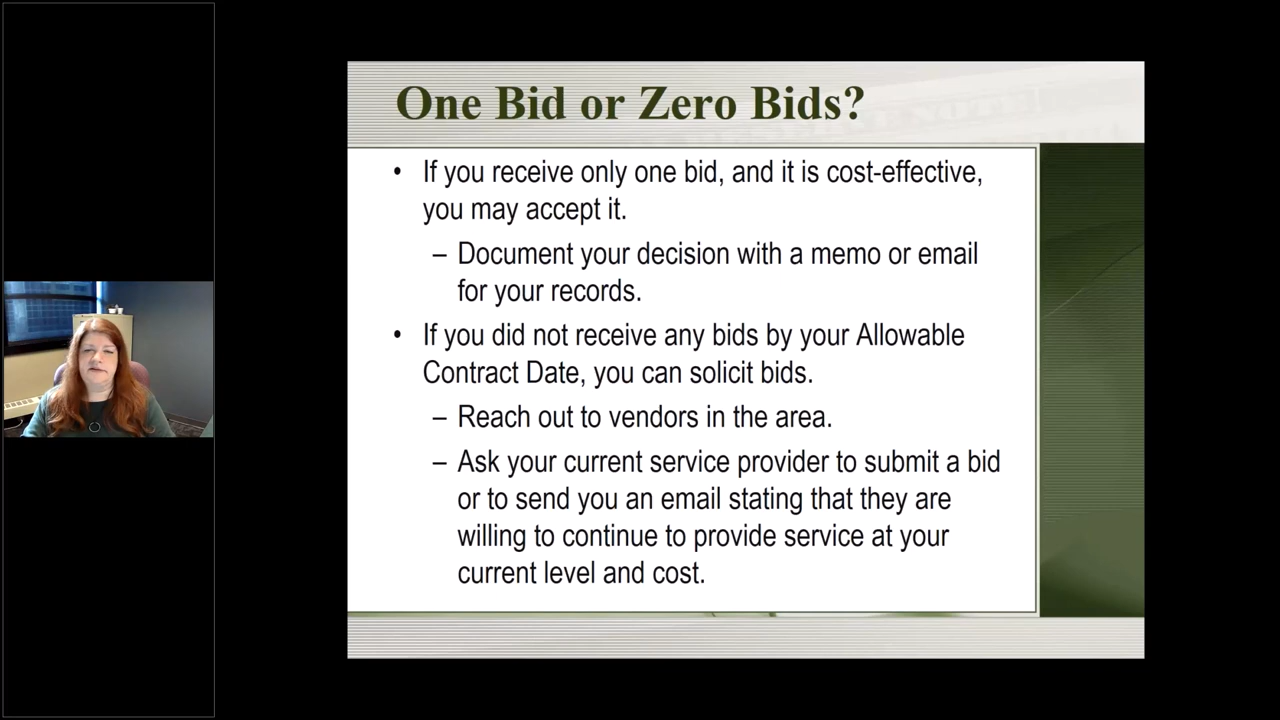 One Bid or Zero Bids?
• If you receive only one bid, and it is cost-effective,
you may accept it.
– Document your decision with a memo or email
for your records.
• If you did not receive any bids by your Allowable
Contract Date, you can solicit bids.
– Reach out to vendors in the area.
– Ask your current service provider to submit a bid
or to send you an email stating that they are
willing to continue to provide service at your
current level and cost.